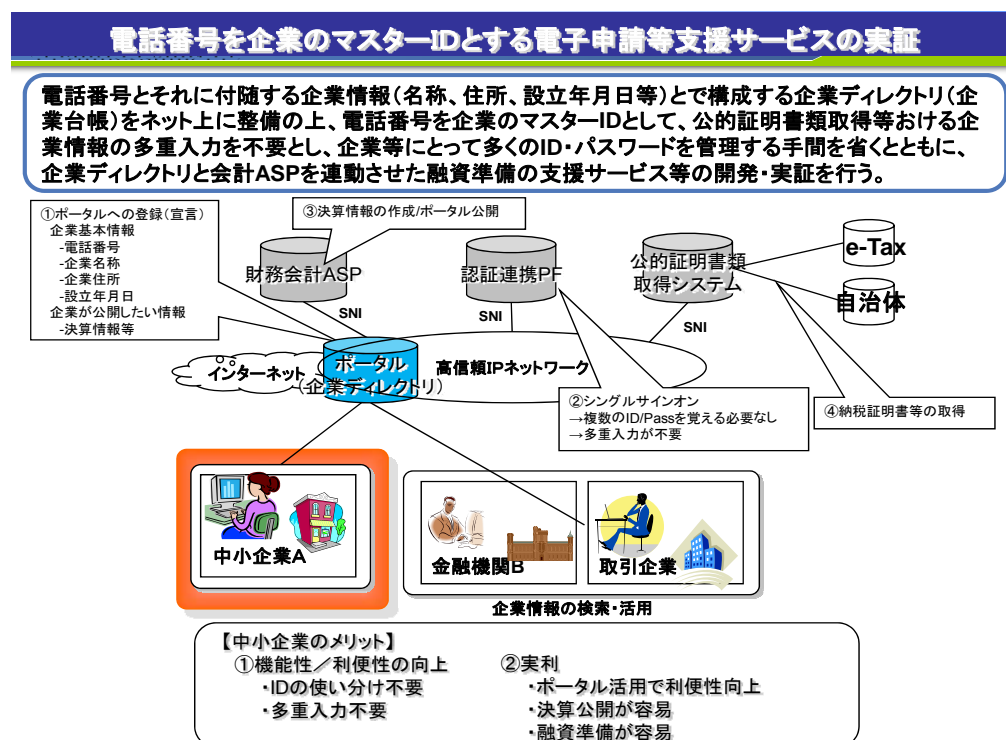 電話番号を企業のマスターIDとする電子申請等支援サービスの実証
電話番号とそれに付随する企業情報(名称、住所、設立年月日等)とで構成する企業ディレクトリ(企
業台帳)をネット上に整備の上、電話番号を企業のマスターIDとして、公的証明書類取得等おける企
業情報の多重入力を不要とし、企業等にとって多くのID・パスワードを管理する手間を省くとともに、
企業ディレクトリと会計ASPを連動させた融資準備の支援サービス等の開発・実証を行う。
①ポータルへの登録(宣言)
企業基本情報
-電話番号
-企業名称
-企業住所
-設立年月日
企業が公開したい情報
-決算情報等
③決算情報の作成/ポータル公開
財務会計ASP
認証連携PF
公的証明書類
取得システム
e-Tax
自治体
SNI
SNI
SNI
インターネット
ポータル
(企業ディレクトリ)
高信頼IPネットワーク
②シングルサインオン
→複数のID/Passを覚える必要なし
→多重入力が不要
④納税証明書等の取得
中小企業A
金融機関B
取引企業
企業情報の検索・活用
【中小企業のメリット】
①機能性/利便性の向上
・IDの使い分け不要
・多重入力不要
②実利
・ポータル活用で利便性向上
・決算公開が容易
・融資準備が容易